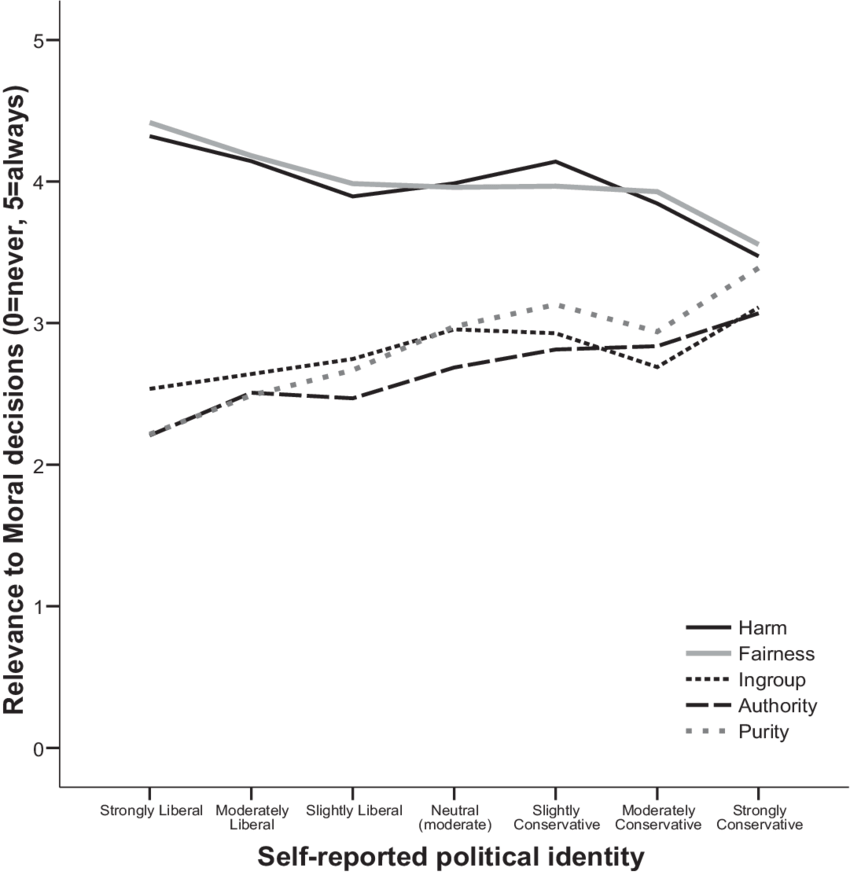 Relevance to Moral decisions (0=never, 5=always)
5
4
3
2
1
0
Harm
Fairness
Ingroup
Authority
Purity
Strongly Liberal
Moderately
Liberal
Slightly Liberal
Neutral
(moderate)
Slightly
Conservative
Moderately
Conservative
Strongly
Conservative
Self-reported political identity